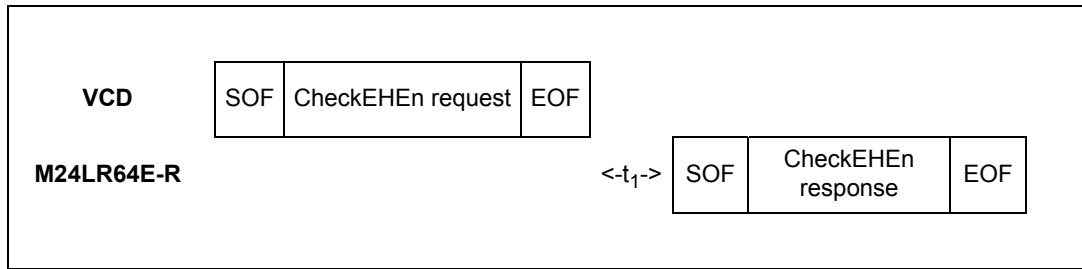 VCD SOF CheckEHEn request EOF
M24LR64E-R <-t1-> SOF CheckEHEn response EOF